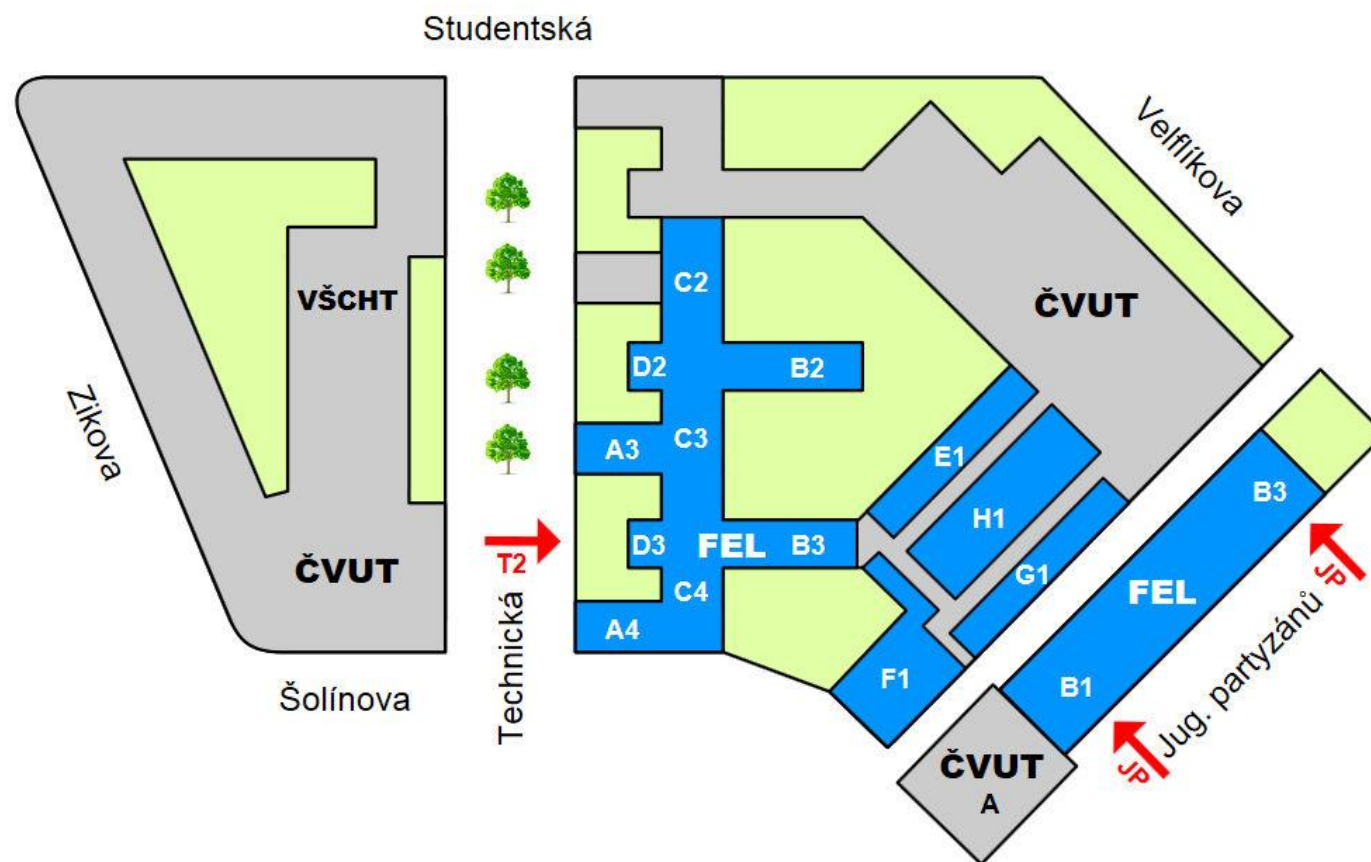 Studentská
Velflíkova
VŠCHT
C2
ČVUT
D2
B2
Zikova
A3
C3
E1
B3
H1
T2
D3
FEL
B3
JP
ČVUT
G1
C4
FEL
A4
Technická
F1
B1
Jug. partyzánů
Šolínova
JP
ČVUT
A